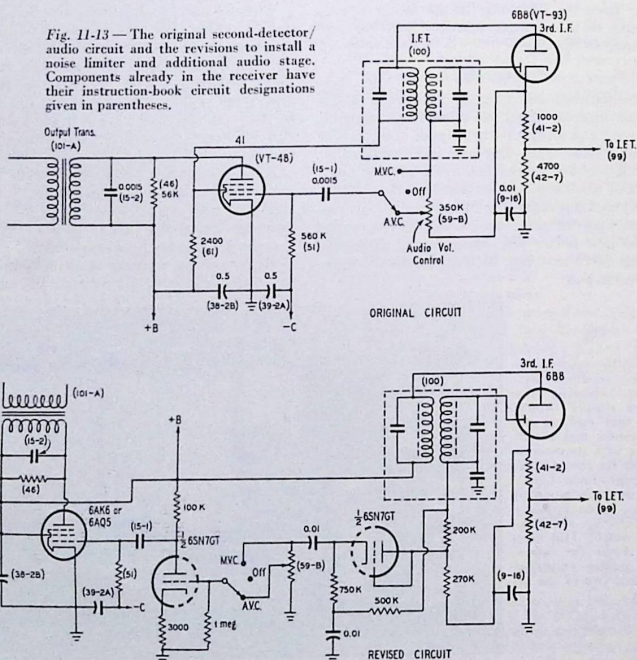 Fig. 11-13 — The original second-detector/
audio circuit and the revisions to install a
noise limiter and additional audio stage.
Components already in the receiver have
their instruction-book circuit designations
given in parentheses.
6B8(VT-93)
3rd. I.F.
I.F.T.
(100)
Output Trans.
(101-A)
41
(VT-48)
(15-1)
0.0015
M.V.C.
Off
A.V.C.
350K
(59-B)
Audio Vol.
Control
1000
(41-2)
4700
(42-7)
To I.F.T.
(99)
0.01
(9-16)
0.0015
(15-2)
(46)
56K
2400
(61)
560 K
(51)
0.5
(38-2B)
0.5
(39-2A)
+B
-C
ORIGINAL CIRCUIT
(101-A)
(15-2)
(46)
6AK6 or
6AQ5
(15-1)
(38-2B)
(39-2A)
(51)
-C
+B
100 K
½ 6SN7GT
3000
1 meg
M.V.C.
Off
A.V.C.
(59-B)
0.01
½ 6SN7GT
750K
500K
0.01
200K
270K
(100)
3rd. I.F.
6B8
(41-2)
(42-7)
To I.F.T.
(99)
(9-16)
REVISED CIRCUIT